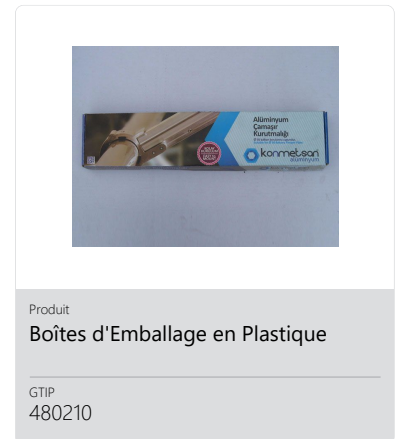 Alüminyum
Çamaşır
Kurutmalığı
konmetsan
alüminyum
Produit
Boîtes d'Emballage en Plastique
GTIP
480210